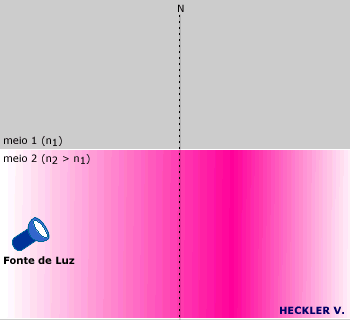 N
meio 1 (n1)
meio 2 (n2 > n1)
Fonte de Luz
HECKLER V.